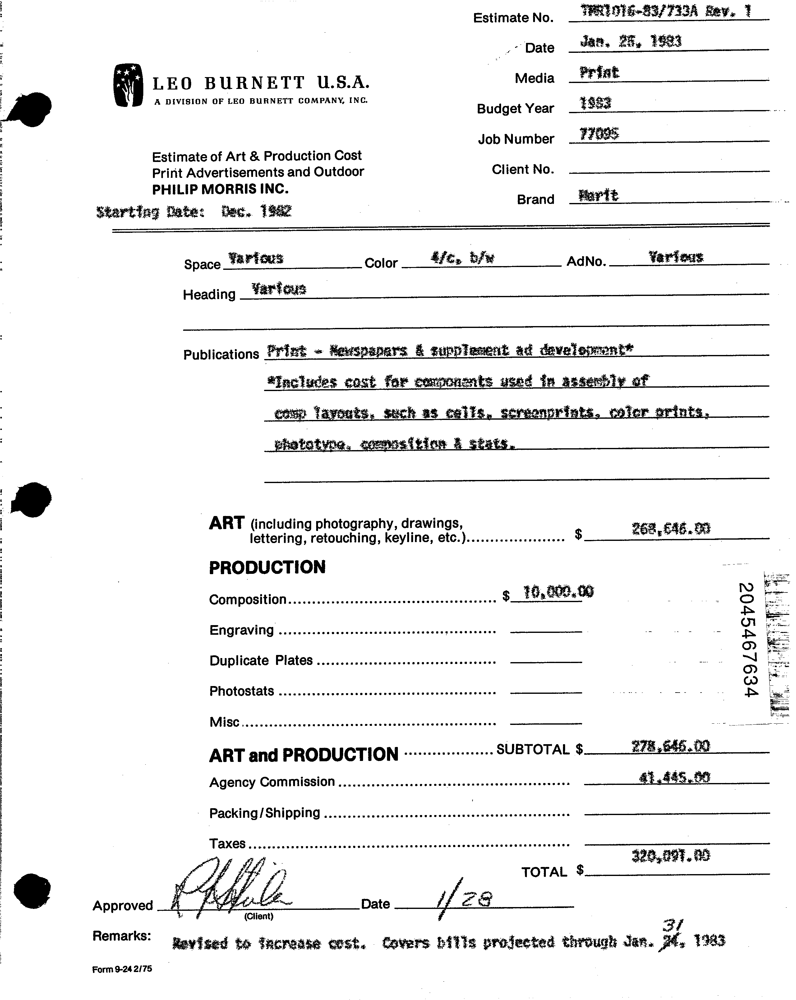 Estimate No. TMR1016-83/733A Rev. 1
Date Jan. 25, 1983
LEO BURNETT U.S.A.
A DIVISION OF LEO BURNETT COMPANY, INC.
Media Print
Budget Year 1983
Job Number 77095
Estimate of Art & Production Cost
Print Advertisements and Outdoor
PHILIP MORRIS INC.
Client No.
Brand Merit
Starting Date: Dec. 1982
Space Various Color 4/c, b/w AdNo. Various
Heading Various
Publications Print - Newspapers & supplement ad development*
*Includes cost for components used in assembly of
comp layouts, such as cells, screenprints, color prints,
phototype, composition & stats.
ART (including photography, drawings,
lettering, retouching, keyline, etc.)..................... $ 268,646.00
PRODUCTION
Composition............................................ $ 10,000.00
Engraving ..............................................
Duplicate Plates ......................................
Photostats ..............................................
Misc.....................................................
ART and PRODUCTION ................... SUBTOTAL $ 278,646.00
Agency Commission ................................................ 41,445.00
Packing/Shipping ...................................................
Taxes....................................................................
TOTAL $ 320,091.00
Approved Date 1/28
(Client)
31
Remarks: Revised to increase cost. Covers bills projected through Jan. 24, 1983
Form 9-24 2/75
2045467634